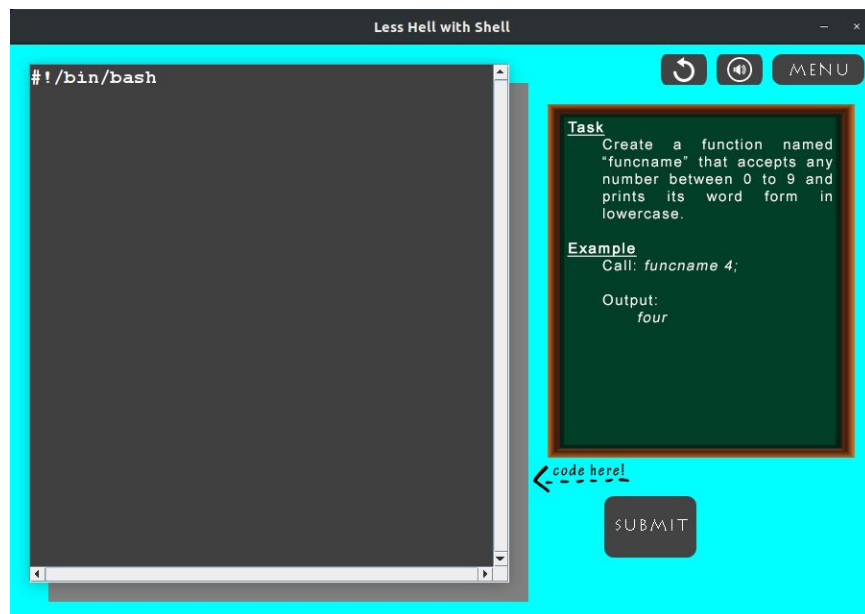 Less Hell with Shell
#!/bin/bash
MENU
Task
Create a function named
"funcname" that accepts any
number between 0 to 9 and
prints its word form in
lowercase.
Example
Call: funcname 4;
Output:
four
code here!
SUBMIT